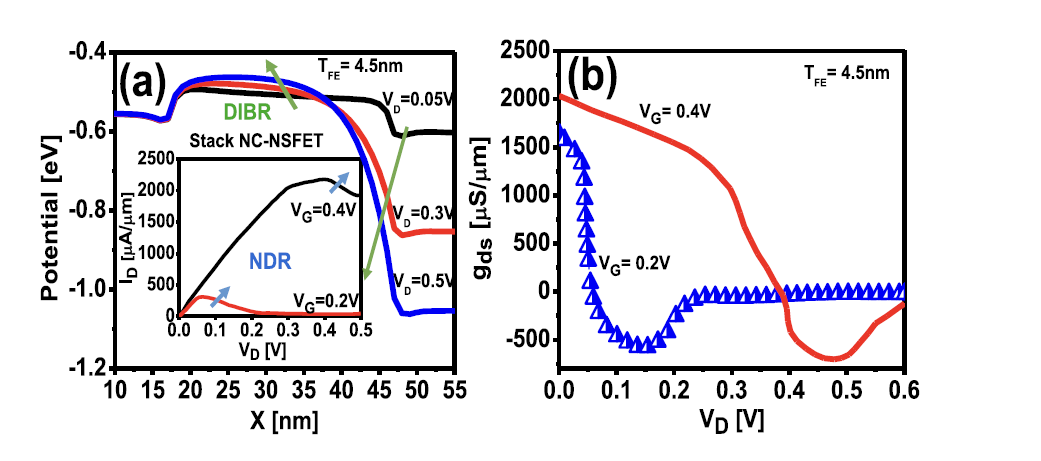 (a)
T_FE = 4.5nm
V_D=0.05V
DIBR
Stack NC-NSFET
V_D=0.3V
V_D=0.5V
V_G=0.4V
NDR
V_G=0.2V
I_D [µA/µm]
2500
2000
1500
1000
500
0
0.0 0.1 0.2 0.3 0.4 0.5
V_D [V]
Potential [eV]
-0.4
-0.6
-0.8
-1.0
-1.2
10 15 20 25 30 35 40 45 50 55
X [nm]
(b)
T_FE = 4.5nm
V_G= 0.4V
V_G= 0.2V
g_ds [µS/µm]
2500
2000
1500
1000
500
0
-500
0.0 0.1 0.2 0.3 0.4 0.5 0.6
V_D [V]